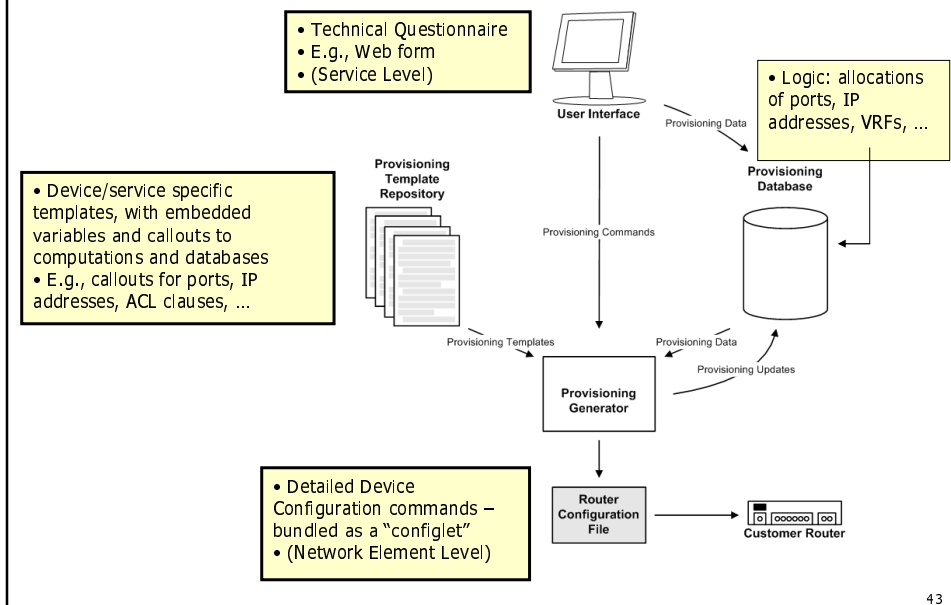 • Technical Questionnaire
• E.g., Web form
• (Service Level)
User Interface
Provisioning Data
• Logic: allocations
of ports, IP
addresses, VRFs, ...
Provisioning
Database
Provisioning
Template
Repository
• Device/service specific
templates, with embedded
variables and callouts to
computations and databases
• E.g., callouts for ports, IP
addresses, ACL clauses, ...
Provisioning Commands
Provisioning Templates
Provisioning Data
Provisioning Updates
Provisioning
Generator
• Detailed Device
Configuration commands –
bundled as a “configlet”
• (Network Element Level)
Router
Configuration
File
Customer Router
43